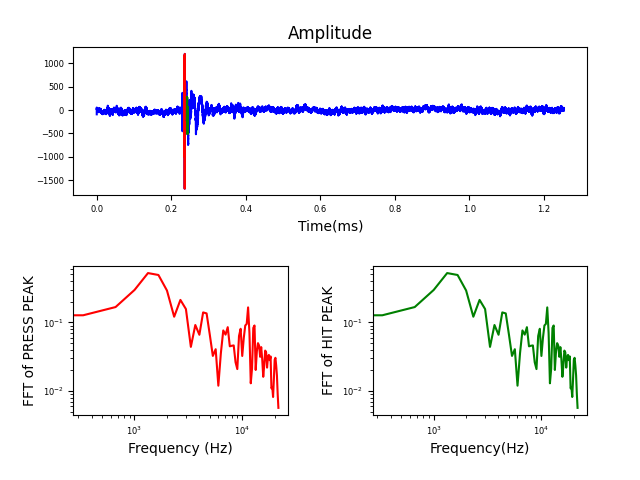 Amplitude
1000
500
0
−500
−1000
−1500
0.0 0.2 0.4 0.6 0.8 1.0 1.2
Time(ms)
FFT of PRESS PEAK
10⁻¹
10⁻²
10³ 10⁴
Frequency (Hz)
FFT of HIT PEAK
10⁻¹
10⁻²
10³ 10⁴
Frequency(Hz)